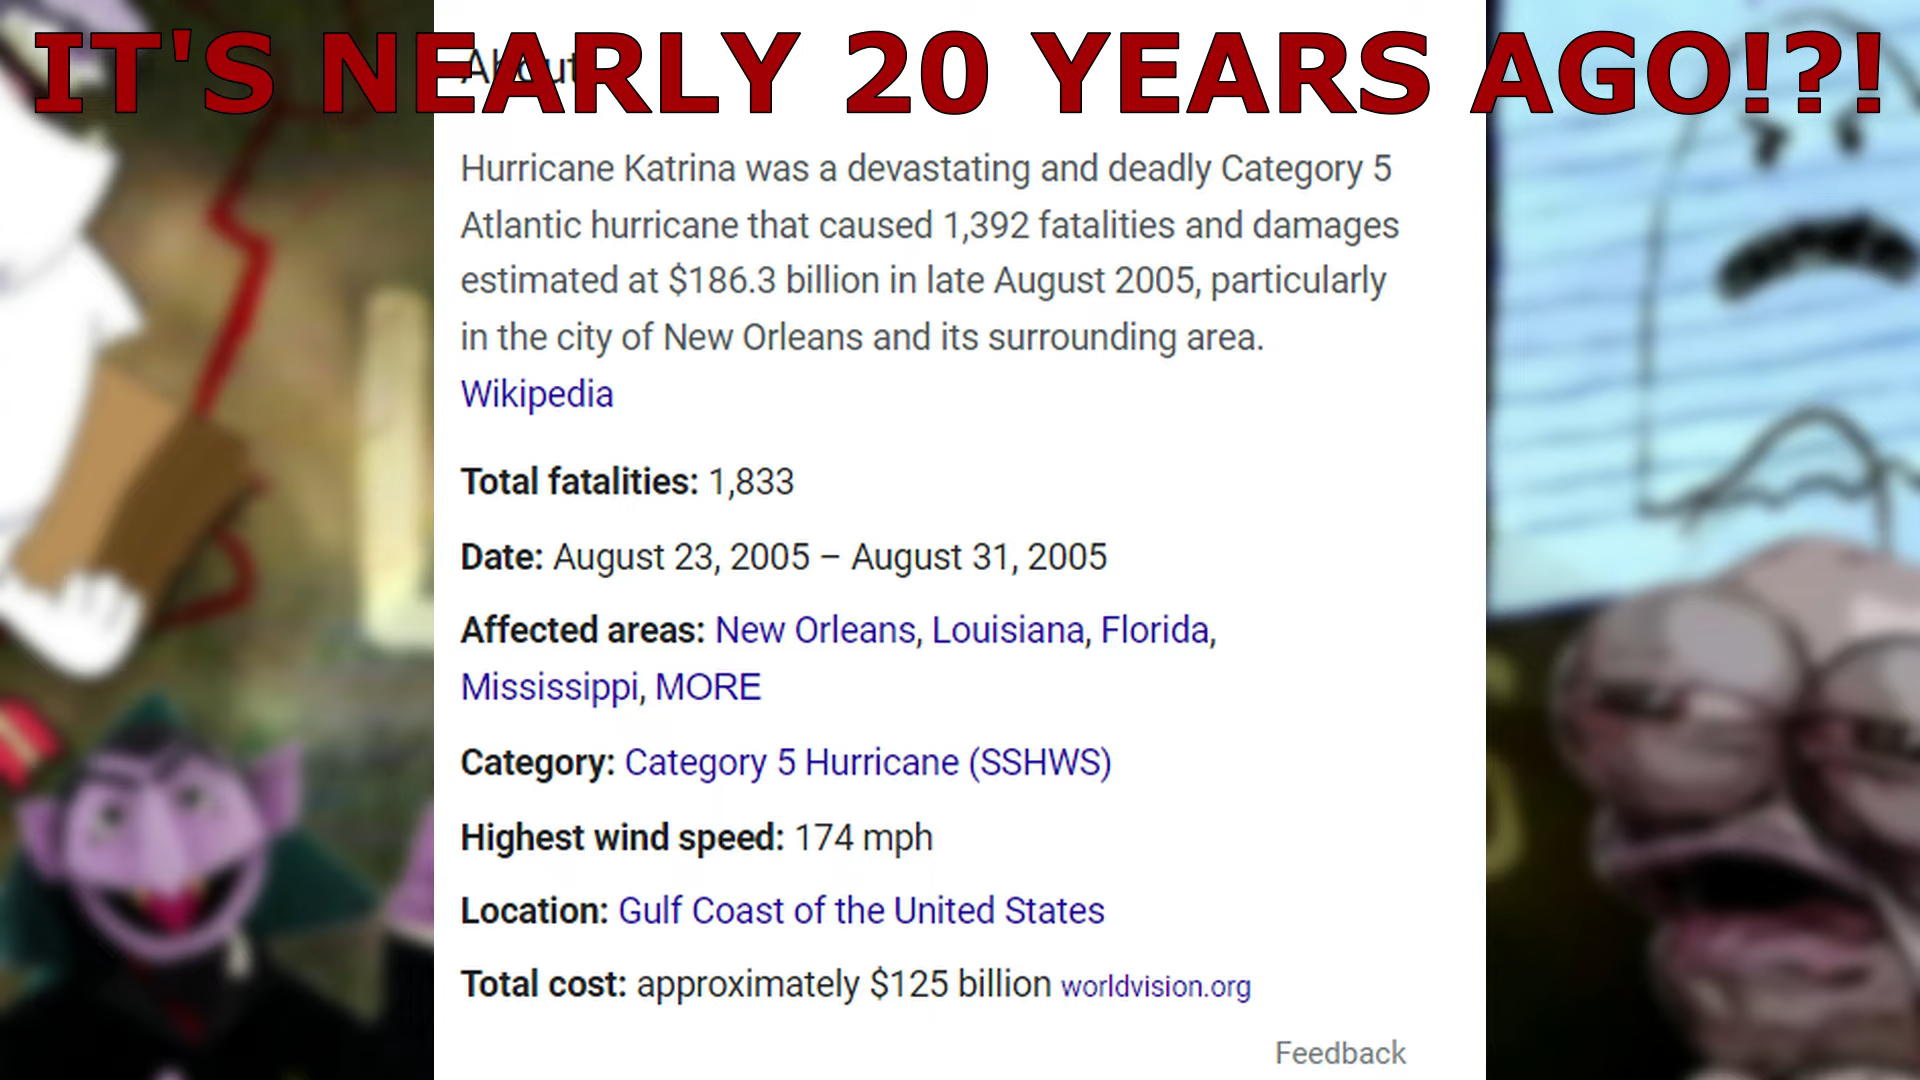 IT'S NEARLY 20 YEARS AGO!?!
About
Hurricane Katrina was a devastating and deadly Category 5
Atlantic hurricane that caused 1,392 fatalities and damages
estimated at $186.3 billion in late August 2005, particularly
in the city of New Orleans and its surrounding area.
Wikipedia
Total fatalities: 1,833
Date: August 23, 2005 – August 31, 2005
Affected areas: New Orleans, Louisiana, Florida,
Mississippi, MORE
Category: Category 5 Hurricane (SSHWS)
Highest wind speed: 174 mph
Location: Gulf Coast of the United States
Total cost: approximately $125 billion worldvision.org
Feedback